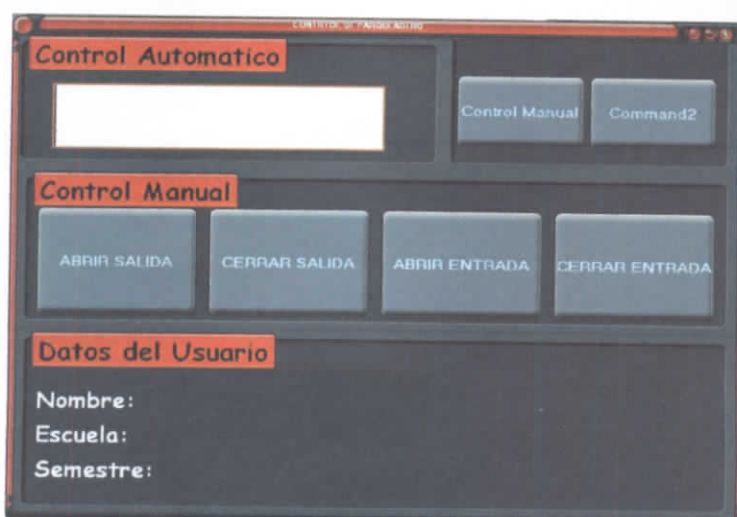 Control Automatico
Control Manual
Command2
Control Manual
ABRIR SALIDA
CERRAR SALIDA
ABRIR ENTRADA
CERRAR ENTRADA
Datos del Usuario
Nombre:
Escuela:
Semestre: